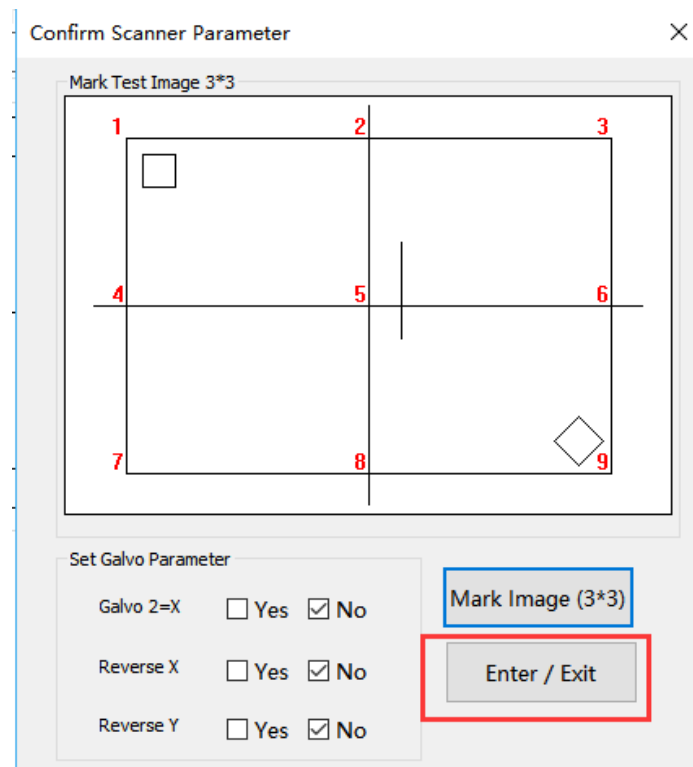 Confirm Scanner Parameter
Mark Test Image 3*3
1 2 3
4 5 6
7 8 9
Set Galvo Parameter
Galvo 2=X Yes No
Mark Image (3*3)
Reverse X Yes No
Enter / Exit
Reverse Y Yes No